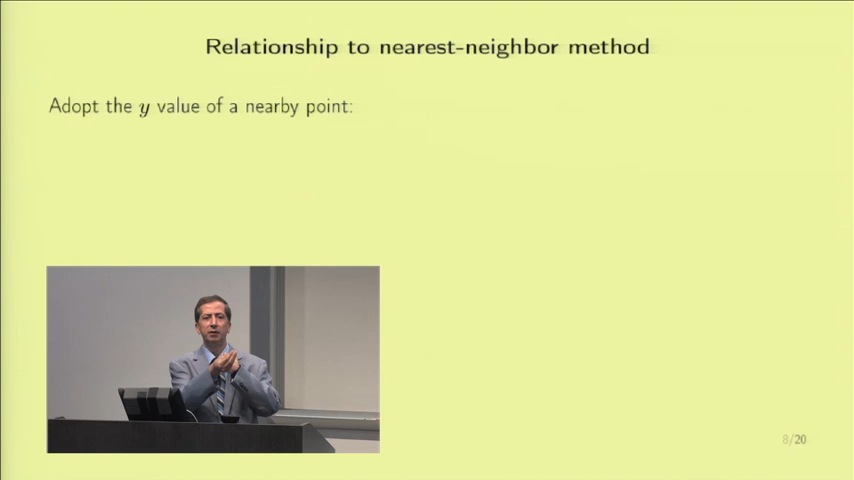 Relationship to nearest-neighbor method
Adopt the y value of a nearby point:
8/20